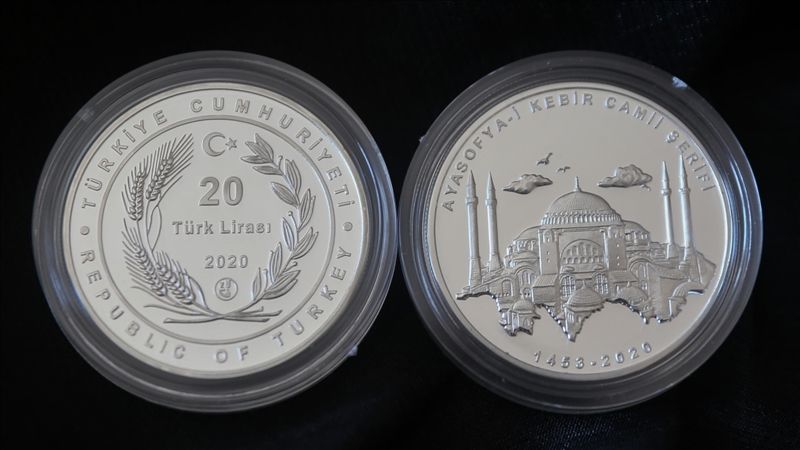 TÜRKİYE CUMHURİYETİ
20
Türk Lirası
2020
REPUBLIC OF TURKEY
AYASOFYA-İ KEBİR CAMİİ ŞERİFİ
1453-2020